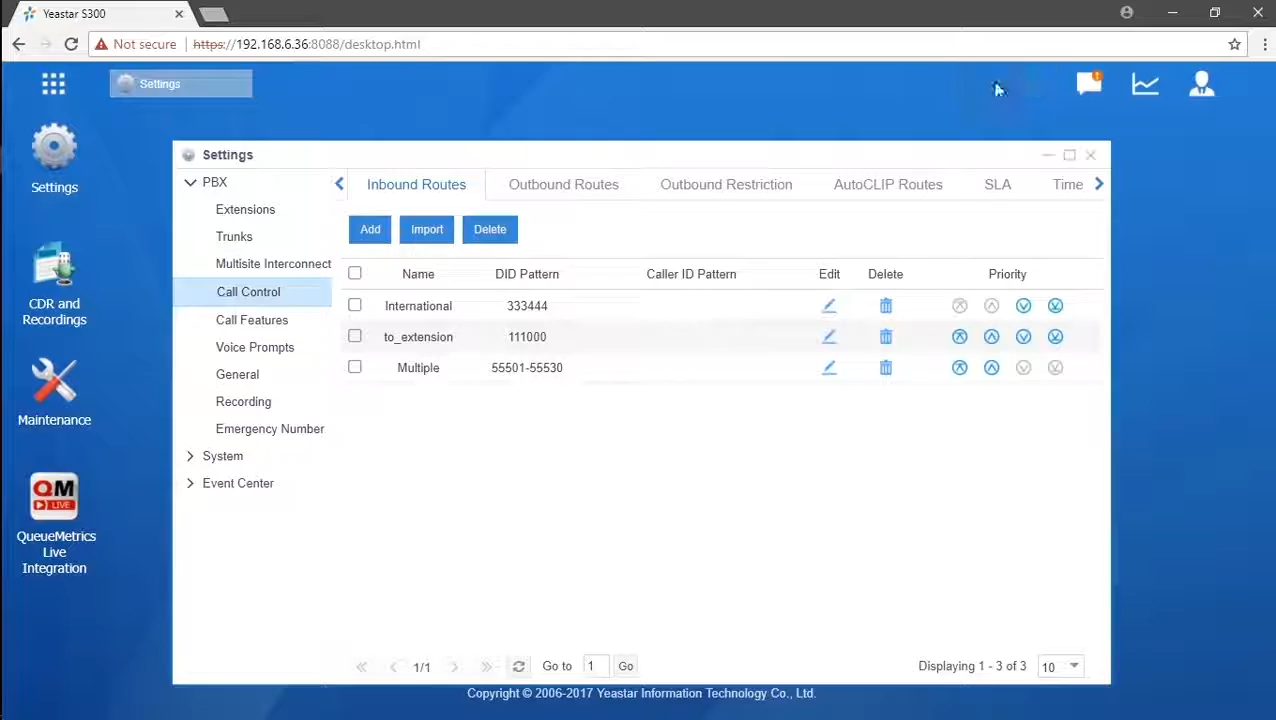 Yeastar S300
Not secure https://192.168.6.36:8088/desktop.html
Settings
Settings
CDR and
Recordings
Maintenance
QM
LIVE
QueueMetrics
Live
Integration
Settings
PBX
Extensions
Trunks
Multisite Interconnect
Call Control
Call Features
Voice Prompts
General
Recording
Emergency Number
System
Event Center
Inbound Routes Outbound Routes Outbound Restriction AutoCLIP Routes SLA Time
Add Import Delete
Name DID Pattern Caller ID Pattern Edit Delete Priority
International 333444
to_extension 111000
Multiple 55501-55530
1/1 Go to 1 Go Displaying 1 - 3 of 3 10
Copyright © 2006-2017 Yeastar Information Technology Co., Ltd.